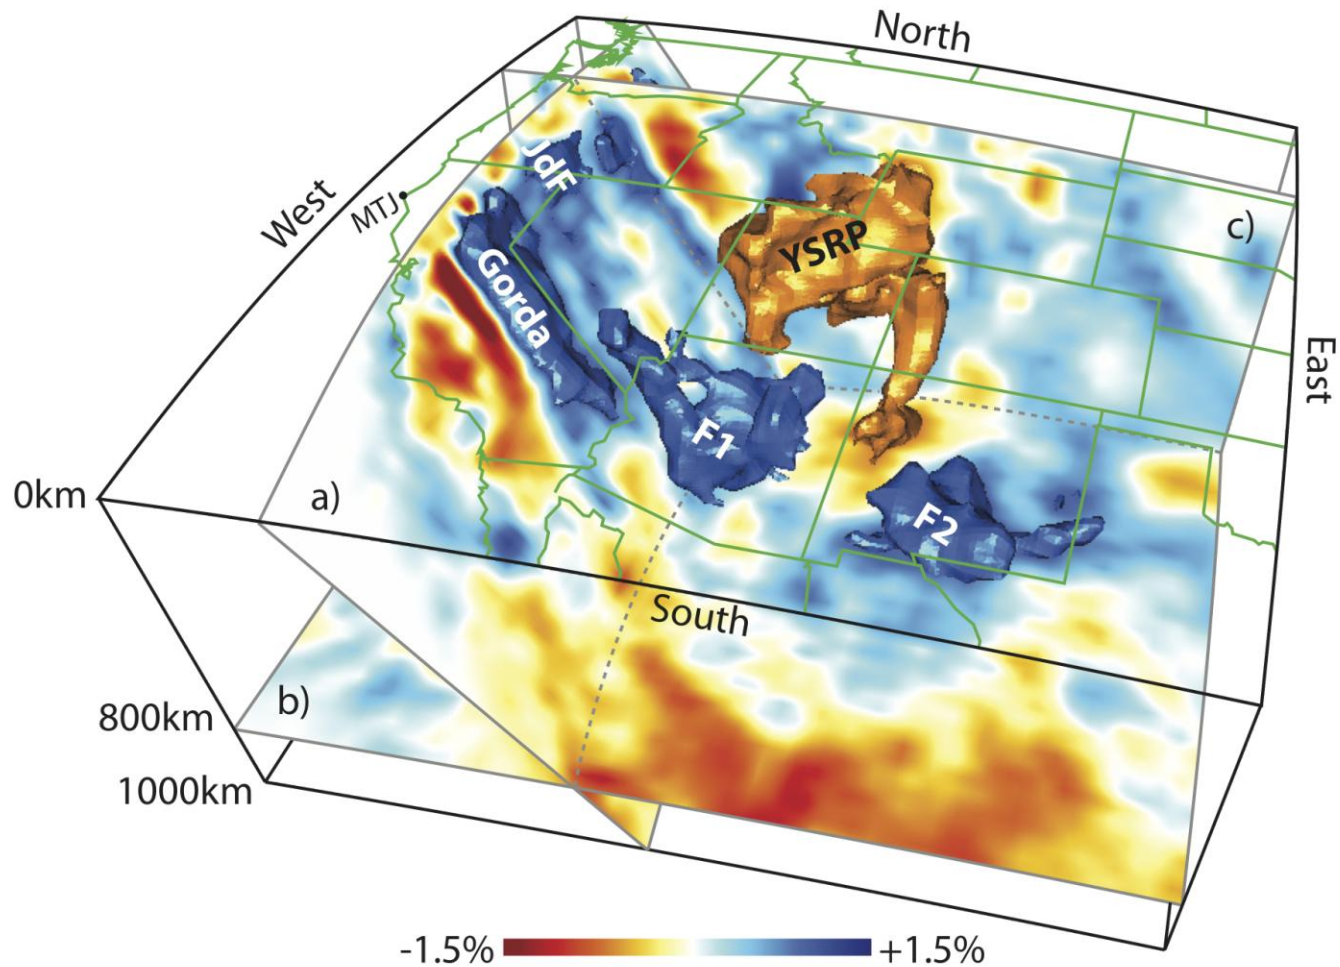 North
West
MTJ
JdF
YSRP
c)
Gorda
East
F1
0km
a)
F2
South
b)
800km
1000km
-1.5%
+1.5%